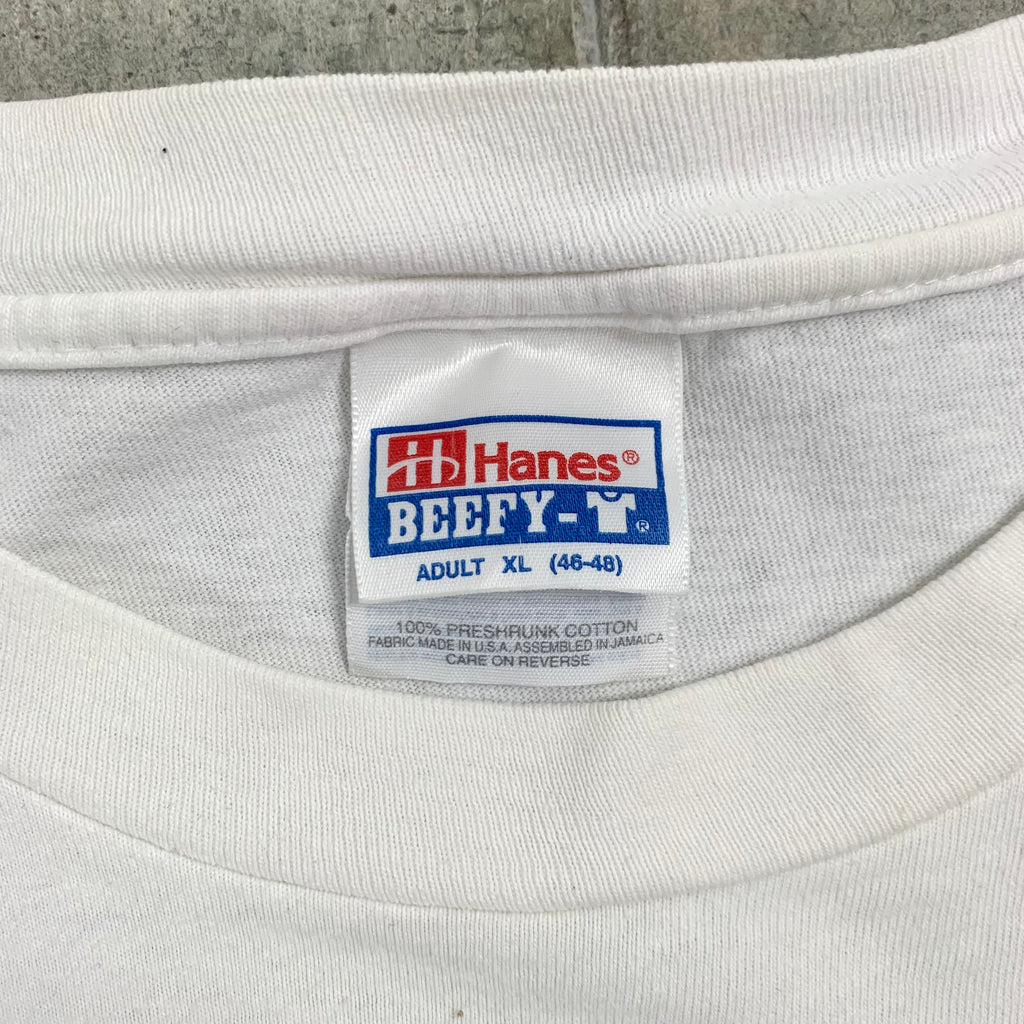 H Hanes®
BEEFY-T®
ADULT XL (46-48)
100% PRESHRUNK COTTON
FABRIC MADE IN U.S.A. ASSEMBLED IN JAMAICA
CARE ON REVERSE